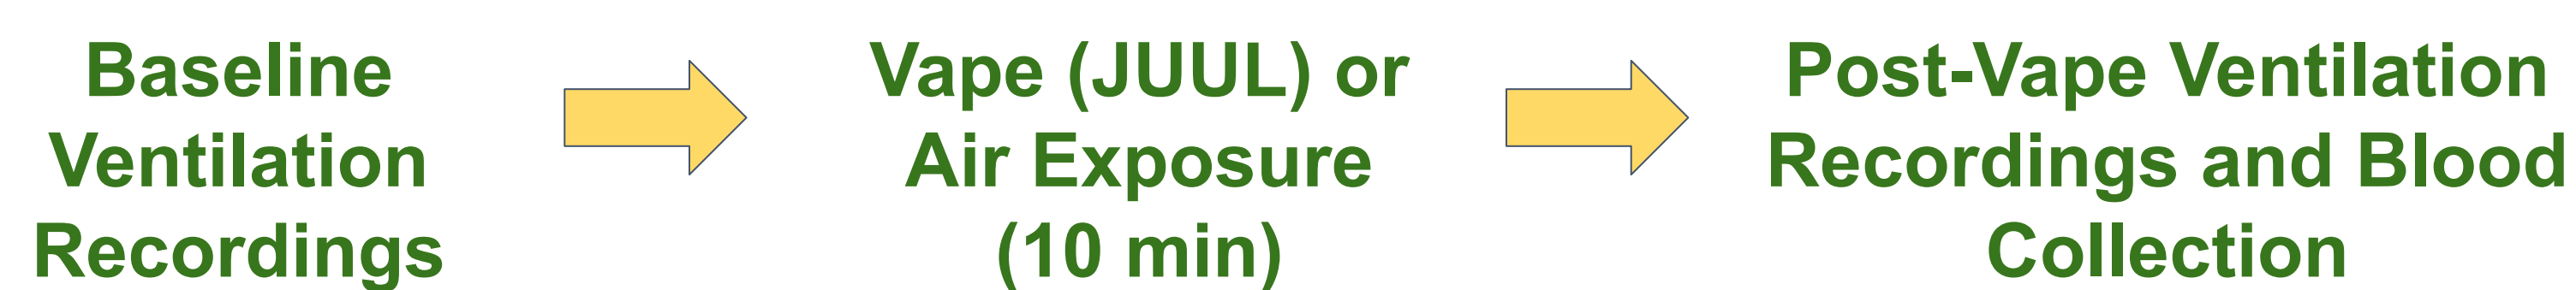 Baseline
Ventilation
Recordings
Vape (JUUL) or
Air Exposure
(10 min)
Post-Vape Ventilation
Recordings and Blood
Collection